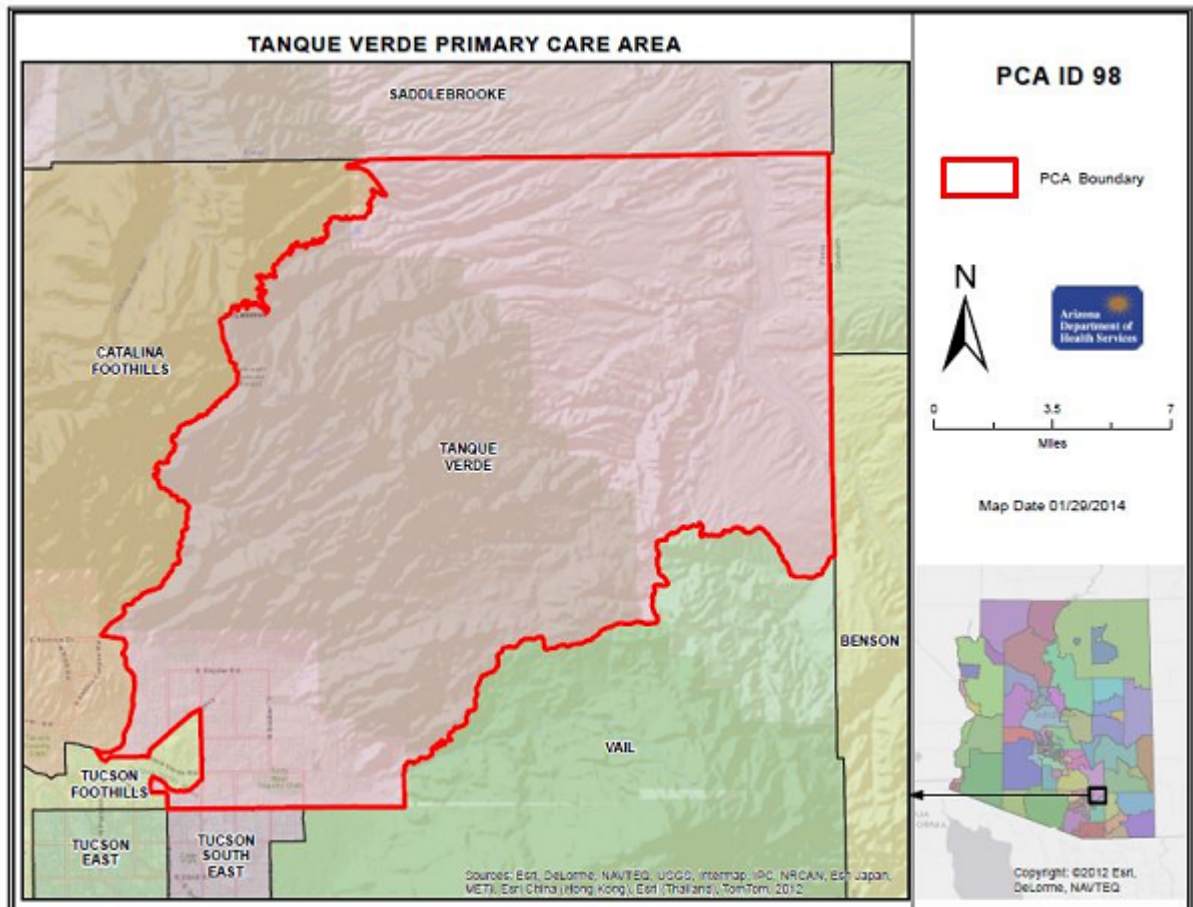 TANQUE VERDE PRIMARY CARE AREA
SADDLEBROOKE
CATALINA
FOOTHILLS
TANQUE
VERDE
BENSON
VAIL
TUCSON
FOOTHILLS
TUCSON
EAST
TUCSON
SOUTH
EAST
Sources: Esri, DeLorme, NAVTEQ, USGS, Intermap, iPC, NRCAN, Esri Japan,
METI, Esri China (Hong Kong), Esri (Thailand), TomTom, 2012
PCA ID 98
PCA Boundary
N
Arizona
Department of
Health Services
0 3.5 7
Miles
Map Date 01/29/2014
Copyright: ©2012 Esri,
DeLorme, NAVTEQ